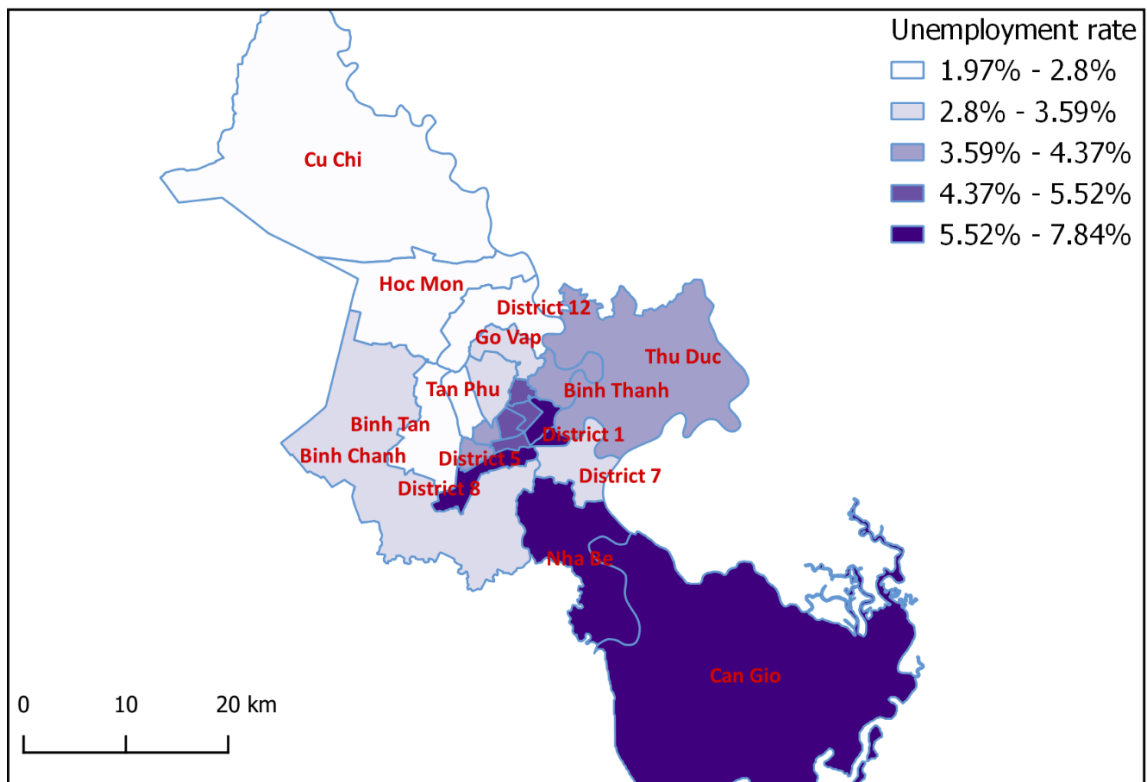 Unemployment rate
1.97% - 2.8%
2.8% - 3.59%
3.59% - 4.37%
4.37% - 5.52%
5.52% - 7.84%
Cu Chi
Hoc Mon
District 12
Go Vap
Thu Duc
Tan Phu
Binh Thanh
Binh Tan
District 1
Binh Chanh
District 5
District 7
District 8
Nha Be
Can Gio
0 10 20 km